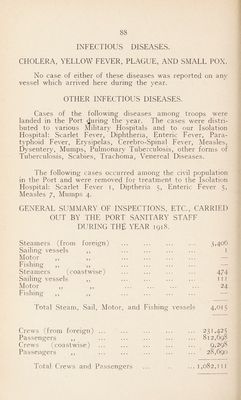 88
INFECTIOUS DISEASES.
CHOLERA, YELLOW FEVER, PLAGUE, AND SMALL POX.
No case of either of these diseases was reported on any
vessel which arrived here during the year.
OTHER INFECTIOUS DISEASES.
Cases of the following diseases among troops were
landed in the Port during the year. The cases were distri-
buted to various Military Hospitals and to our Isolation
Hospital: Scarlet Fever, Diphtheria, Enteric Fever, Para-
typhoid Fever, Erysipelas, Cerebro-Spinal Fever, Measles,
Dysentery, Mumps, Pulmonary Tuberculosis, other forms of
Tuberculosis, Scabies, Trachoma, Venereal Diseases.
The following cases occurred among the civil population
in the Port and were removed for treatment to the Isolation
Hospital: Scarlet Fever 1, Diptheria 5, Enteric Fever 5,
Measles 7, Mumps 4.
GENERAL SUMMARY OF INSPECTIONS, ETC., CARRIED
OUT BY THE PORT SANITARY STAFF
DURING THE YEAR 1918.
Steamers (from foreign) ... ... ... ... 3,406
Sailing vessels ,, ... ... ... ...
Motor ,, ,, ... ... ... ... —
Fishing ,, ,, ... ... ... ... —
Steamers (coastwise) ... ... ... ... 474
Sailing vessels ,, ... ... ... ... 111
Motor ,, ,, ... ... ... ... 24
Fishing ,, ,, ... ... ... ... —
Total Steam, Sail, Motor, and Fishing vessels 4,015
Crews (from foreign) ... ... ... ... ... 231,425
Passengers ,, ... ... ... ... 812,698
Crews (coastwise) ... ... ... ... 9,298
Passengers ,, ... ... ... ... 28,690
Total Crews and Passengers ... ... ... 1,082,111